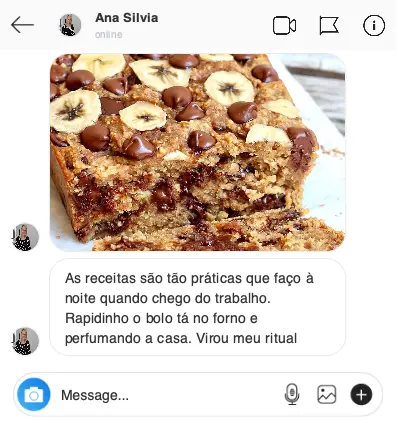 Ana Silvia
online
As receitas são tão práticas que faço à
noite quando chego do trabalho.
Rapidinho o bolo tá no forno e
perfumando a casa. Virou meu ritual
Message...